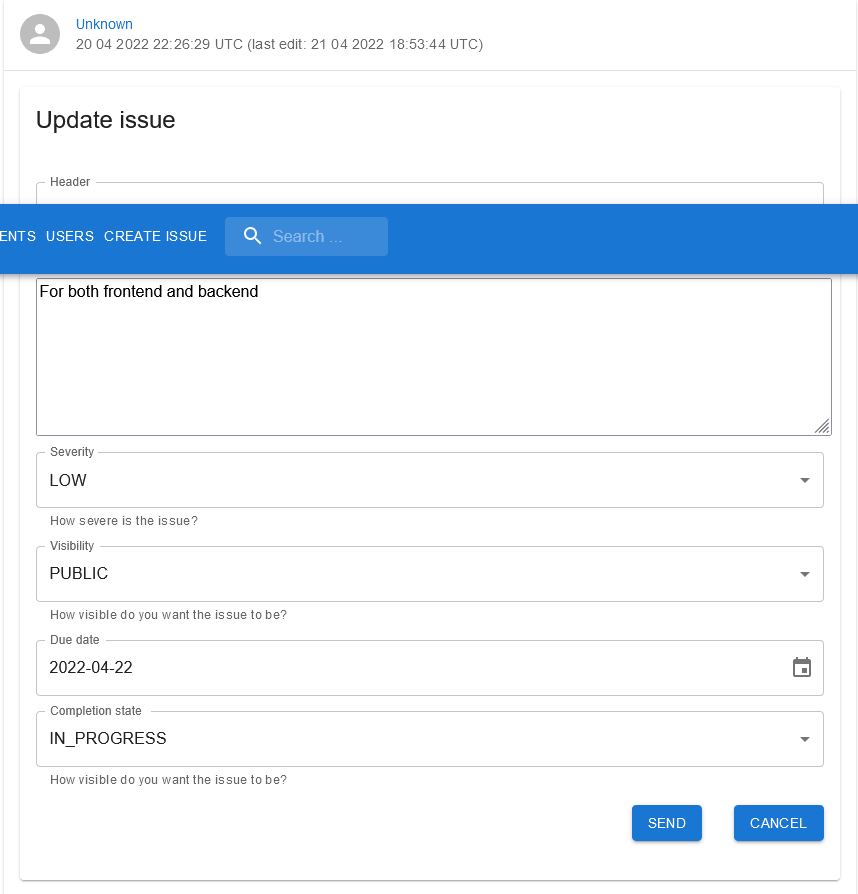 Unknown
20 04 2022 22:26:29 UTC (last edit: 21 04 2022 18:53:44 UTC)
Update issue
Header
ENTS USERS CREATE ISSUE Search ...
For both frontend and backend
Severity
LOW
How severe is the issue?
Visibility
PUBLIC
How visible do you want the issue to be?
Due date
2022-04-22
Completion state
IN_PROGRESS
How visible do you want the issue to be?
SEND CANCEL